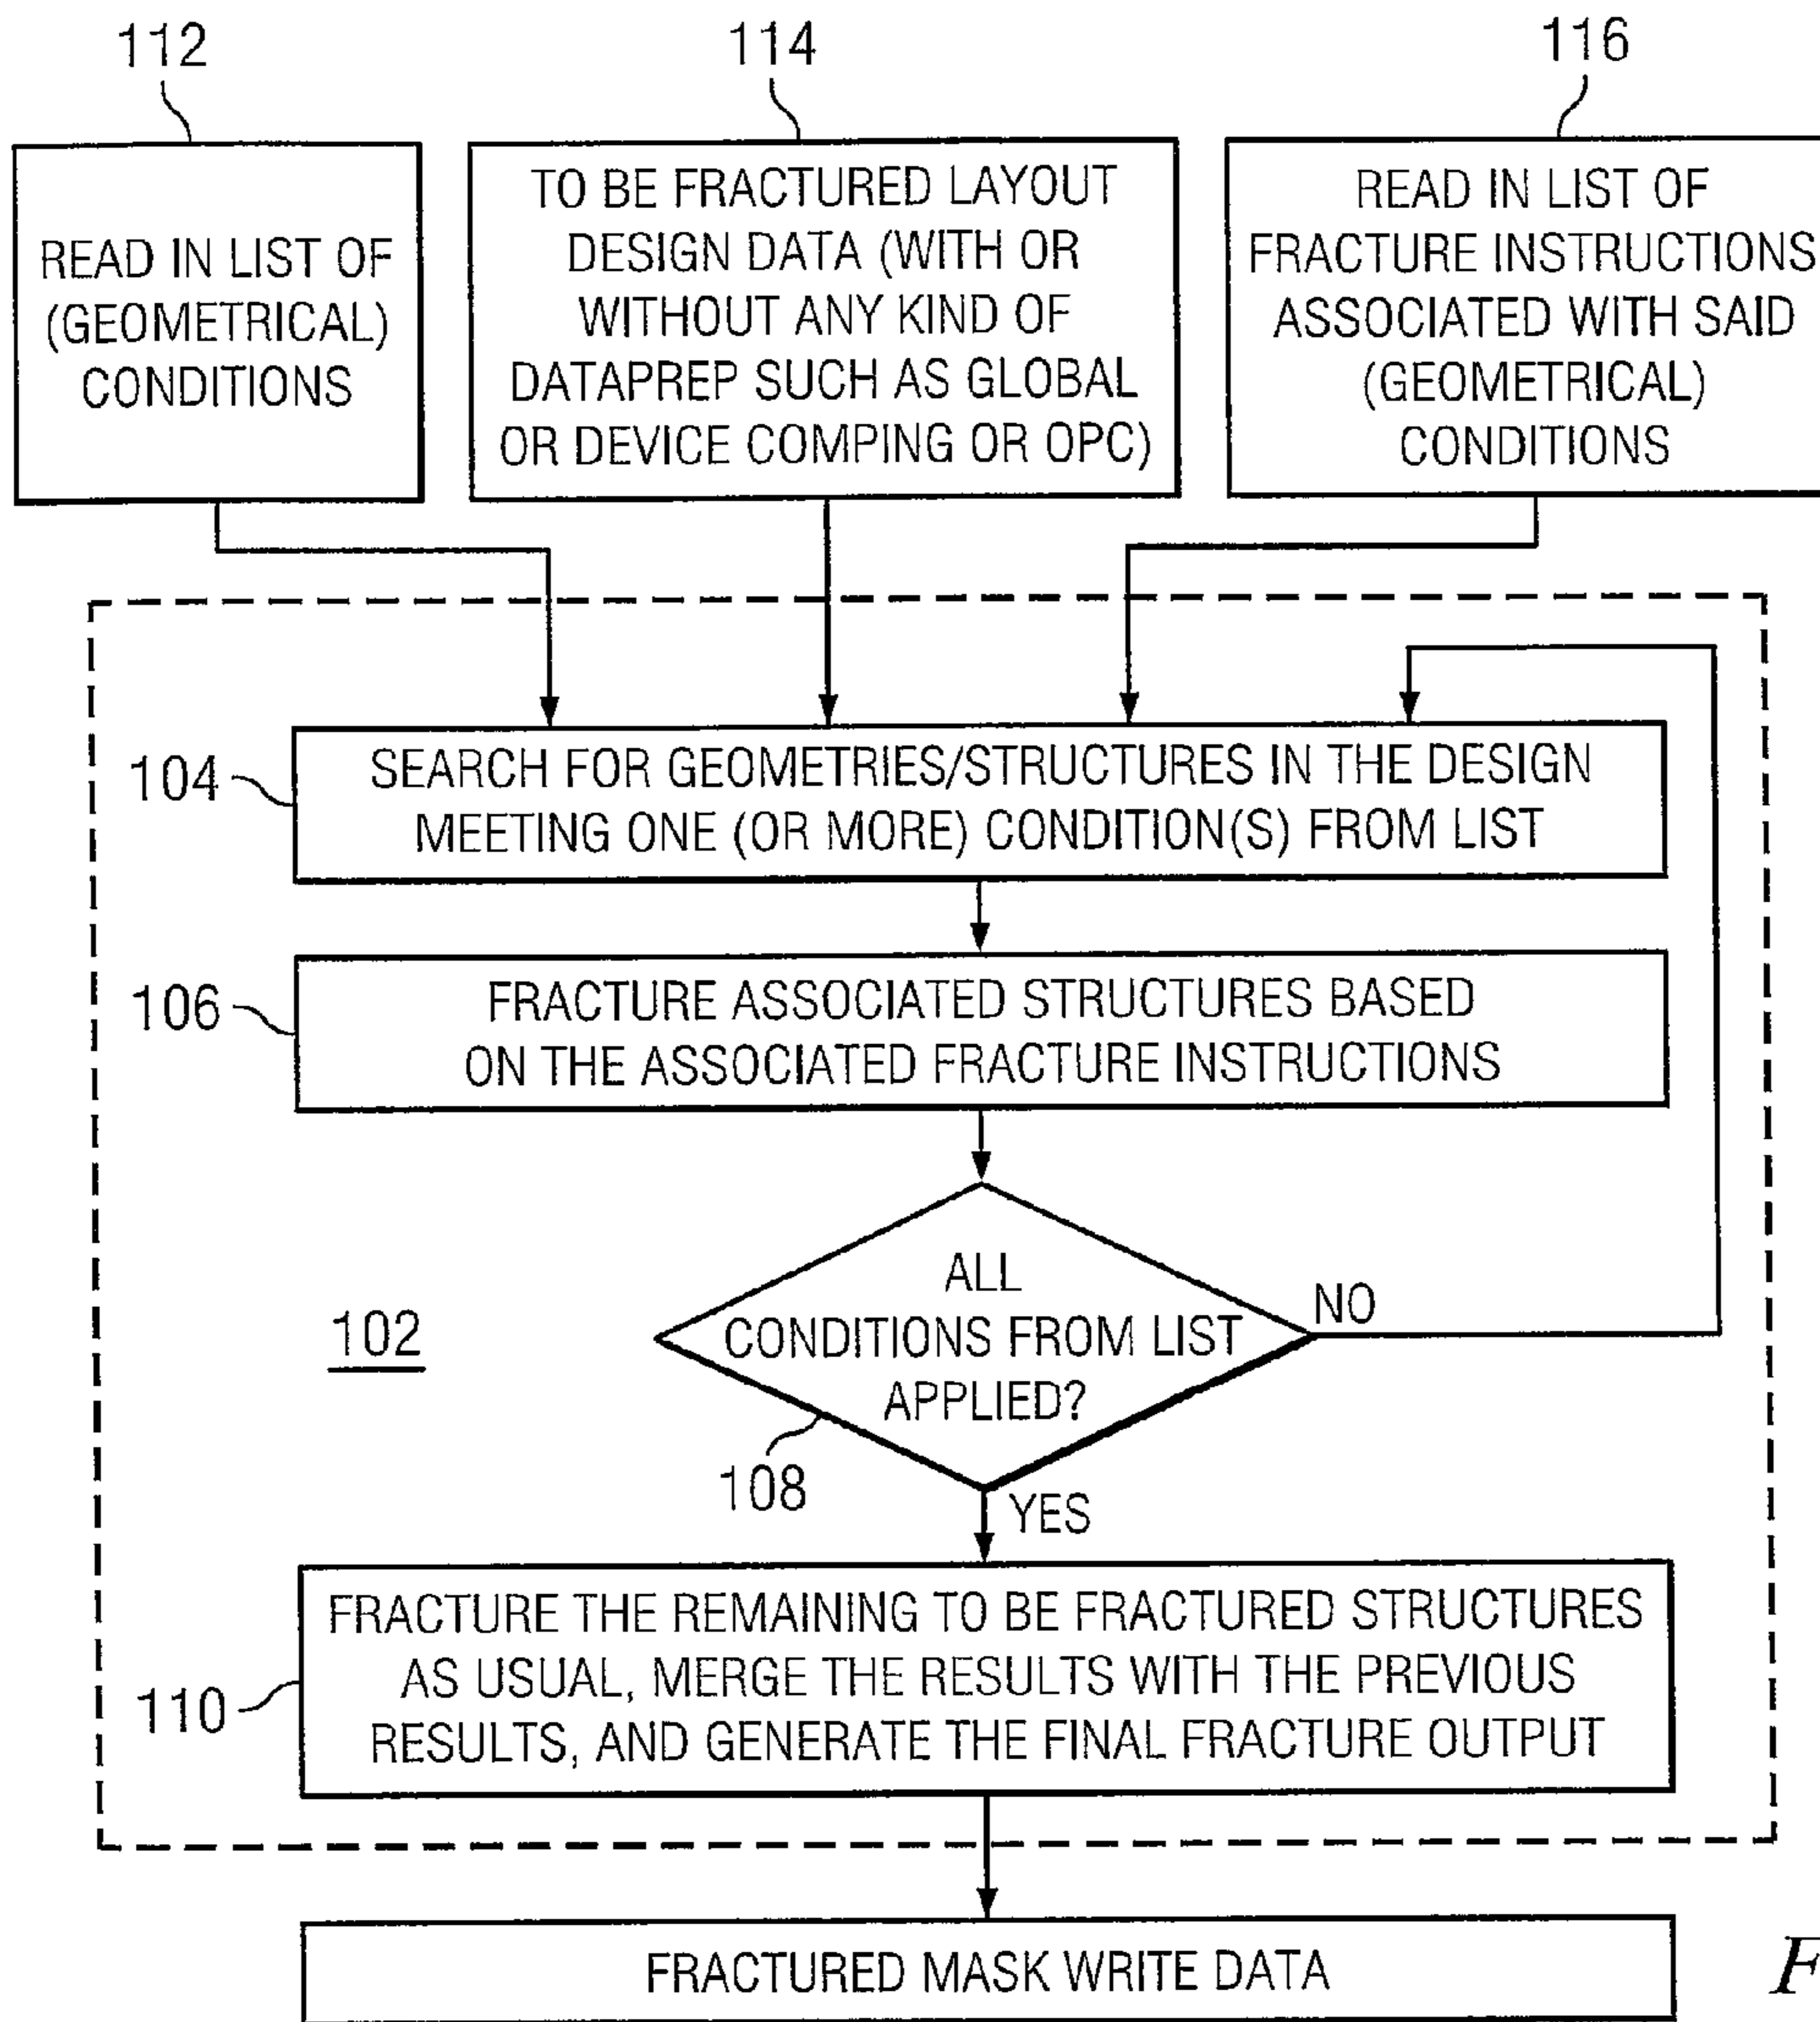 112
114
116
READ IN LIST OF
(GEOMETRICAL)
CONDITIONS
TO BE FRACTURED LAYOUT
DESIGN DATA (WITH OR
WITHOUT ANY KIND OF
DATAPREP SUCH AS GLOBAL
OR DEVICE COMPING OR OPC)
READ IN LIST OF
FRACTURE INSTRUCTIONS
ASSOCIATED WITH SAID
(GEOMETRICAL)
CONDITIONS
104
SEARCH FOR GEOMETRIES/STRUCTURES IN THE DESIGN
MEETING ONE (OR MORE) CONDITION(S) FROM LIST
106
FRACTURE ASSOCIATED STRUCTURES BASED
ON THE ASSOCIATED FRACTURE INSTRUCTIONS
102
ALL
CONDITIONS FROM LIST
APPLIED?
NO
108
YES
110
FRACTURE THE REMAINING TO BE FRACTURED STRUCTURES
AS USUAL, MERGE THE RESULTS WITH THE PREVIOUS
RESULTS, AND GENERATE THE FINAL FRACTURE OUTPUT
FRACTURED MASK WRITE DATA
F